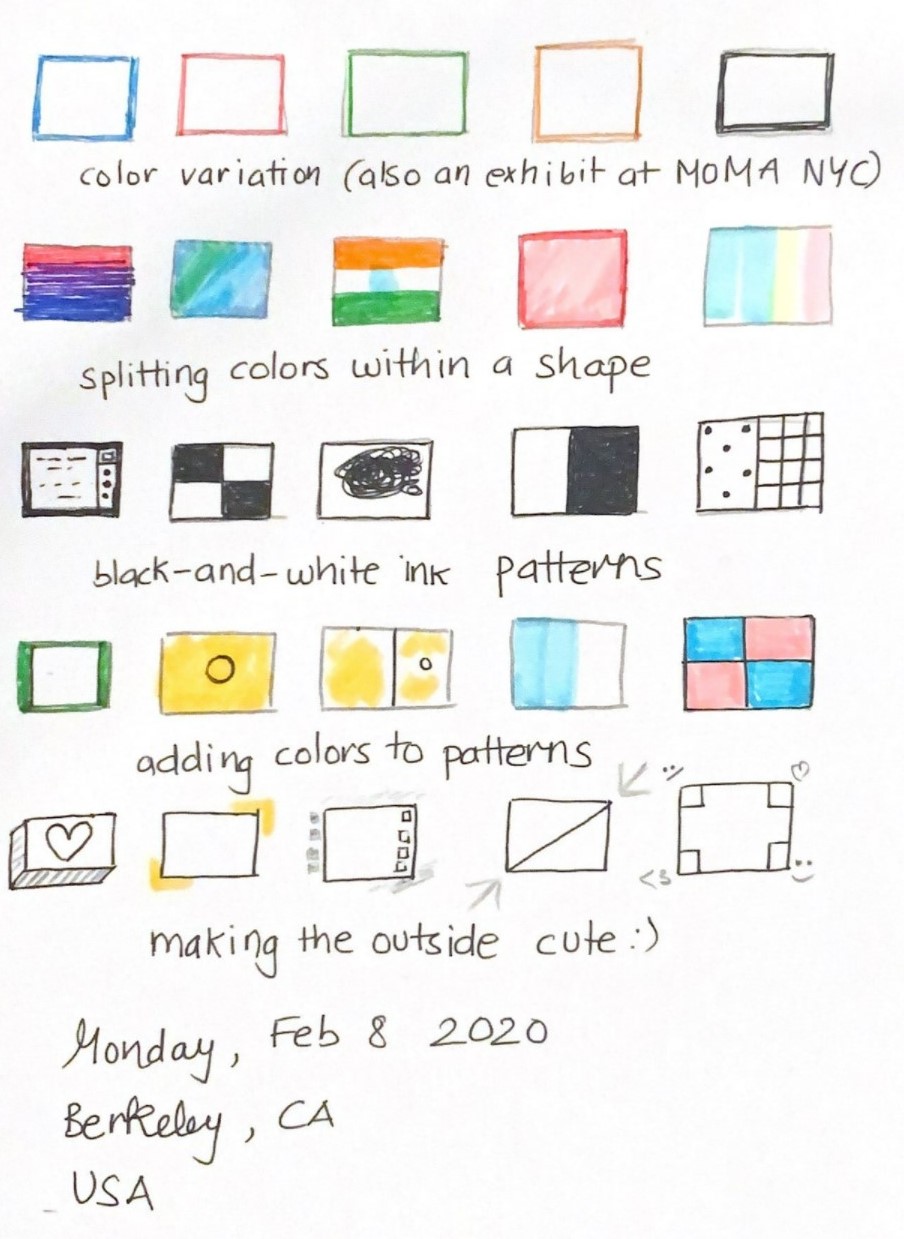 color variation (also an exhibit at MOMA NYC)
splitting colors within a shape
black-and-white ink patterns
adding colors to patterns
<3
making the outside cute :)
Monday, Feb 8 2020
Berkeley, CA
USA